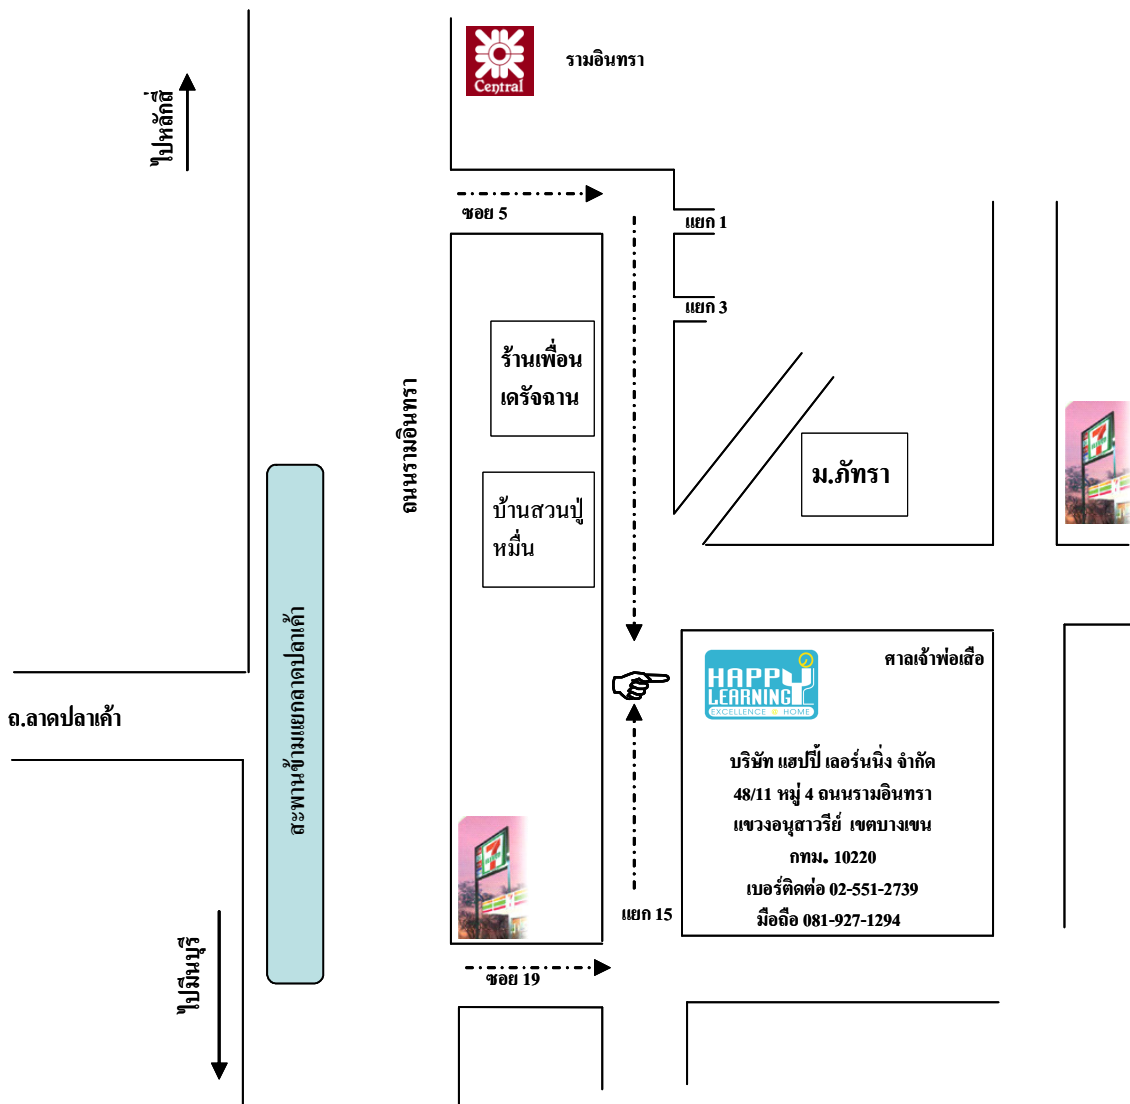 Central
รามอินทรา
ไปหลักสี่
ซอย 5
แยก 1
แยก 3
ร้านเพื่อน
เดรัจฉาน
ถนนรามอินทรา
ม.ภัทรา
7
บ้านสวนปู่
หมื่น
สะพานข้ามแยกลาดปลาเค้า
ถ.ลาดปลาเค้า
ศาลเจ้าพ่อเสือ
HAPPY
LEARNING
EXCELLENCE HOME
บริษัท แฮปปี้ เลอร์นนิ่ง จำกัด
48/11 หมู่ 4 ถนนรามอินทรา
แขวงอนุสาวรีย์ เขตบางเขน
กทม. 10220
เบอร์ติดต่อ 02-551-2739
มือถือ 081-927-1294
7
แยก 15
ไปมีนบุรี
ซอย 19